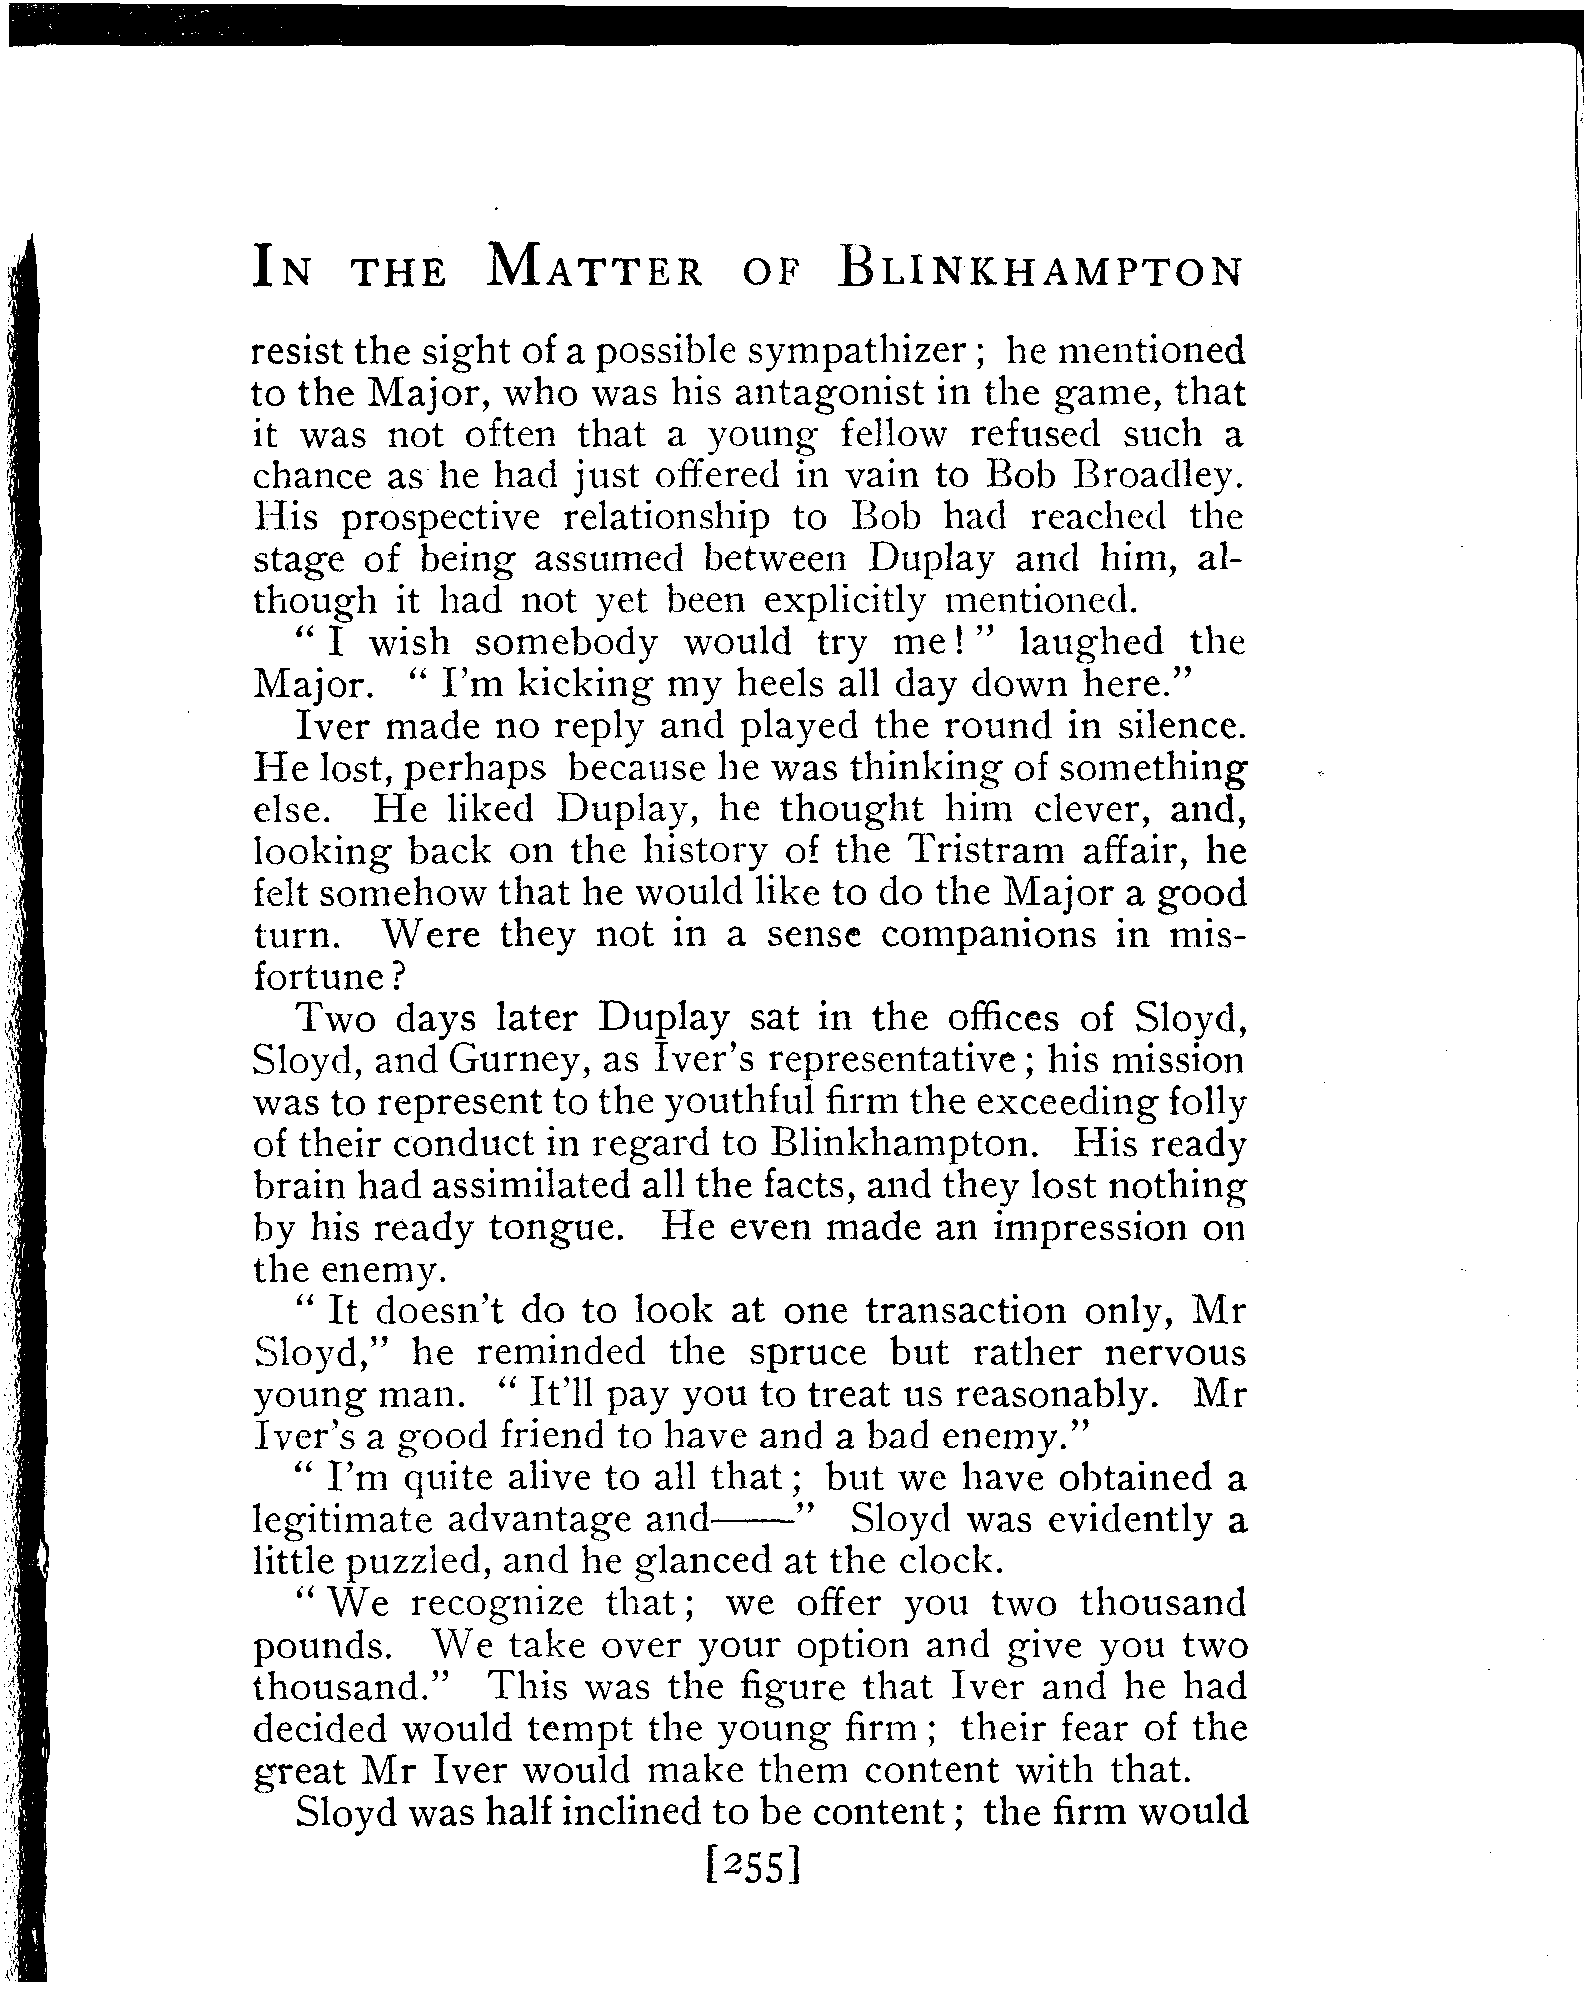 IN THE MATTER OF BLINKHAMPTON
resist the sight of a possible sympathizer; he mentioned
to the Major, who was his antagonist in the game, that
it was not often that a young fellow refused such a
chance as he had just offered in vain to Bob Broadley.
His prospective relationship to Bob had reached the
stage of being assumed between Duplay and him, al-
though it had not yet been explicitly mentioned.
"I wish somebody would try me!" laughed the
Major. "I'm kicking my heels all day down here."
Iver made no reply and played the round in silence.
He lost, perhaps because he was thinking of something
else. He liked Duplay, he thought him clever, and,
looking back on the history of the Tristram affair, he
felt somehow that he would like to do the Major a good
turn. Were they not in a sense companions in mis-
fortune?
Two days later Duplay sat in the offices of Sloyd,
Sloyd, and Gurney, as Iver's representative; his mission
was to represent to the youthful firm the exceeding folly
of their conduct in regard to Blinkhampton. His ready
brain had assimilated all the facts, and they lost nothing
by his ready tongue. He even made an impression on
the enemy.
"It doesn't do to look at one transaction only, Mr
Sloyd," he reminded the spruce but rather nervous
young man. "It'll pay you to treat us reasonably. Mr
Iver's a good friend to have and a bad enemy."
"I'm quite alive to all that; but we have obtained a
legitimate advantage and——" Sloyd was evidently a
little puzzled, and he glanced at the clock.
"We recognize that; we offer you two thousand
pounds. We take over your option and give you two
thousand." This was the figure that Iver and he had
decided would tempt the young firm; their fear of the
great Mr Iver would make them content with that.
Sloyd was half inclined to be content; the firm would
[255]